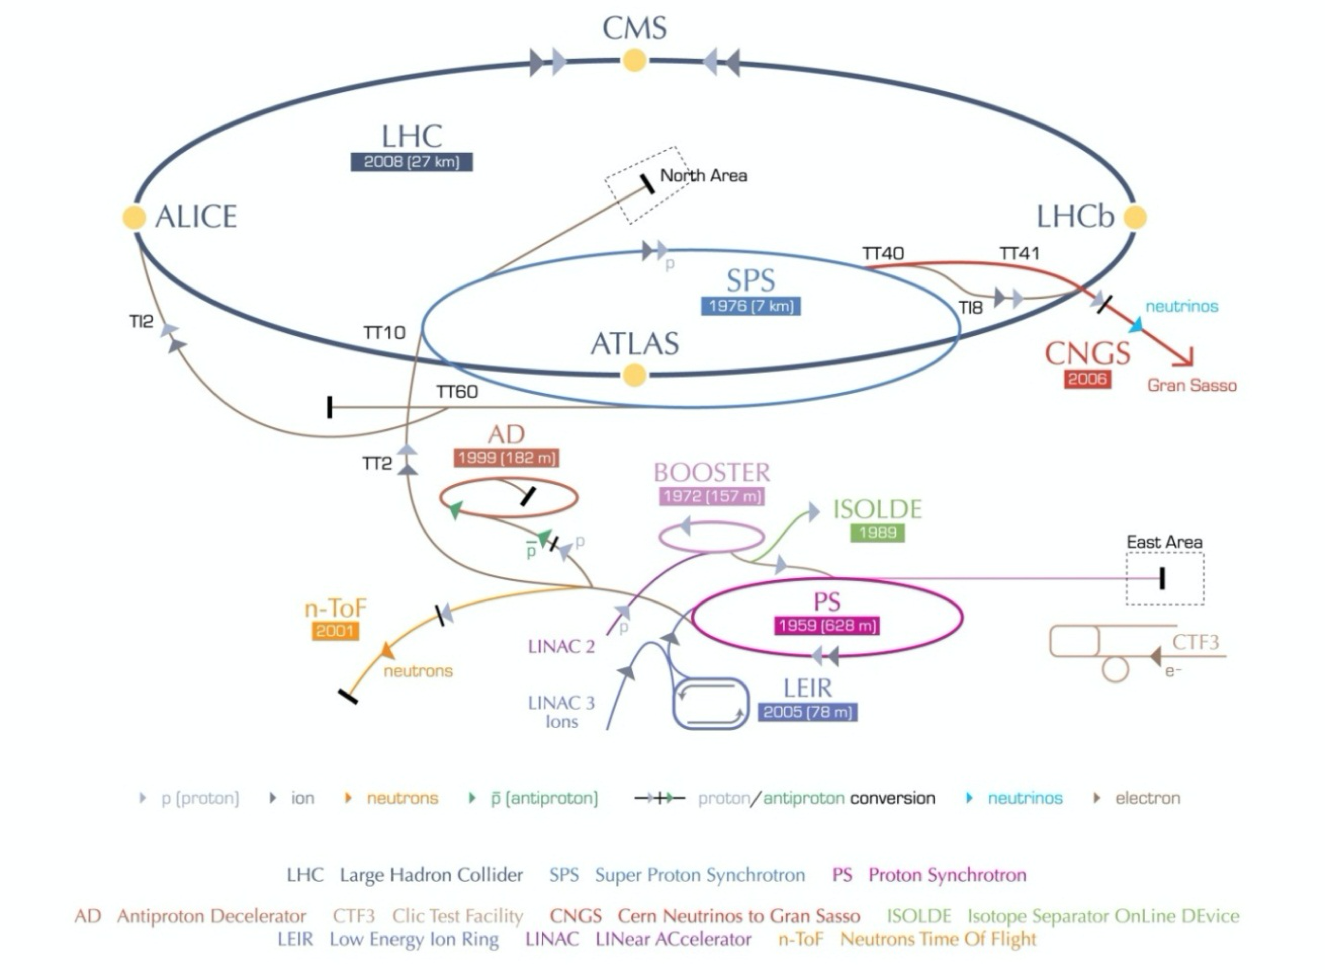 CMS
LHC
2008 (27 km)
North Area
ALICE
LHCb
TT40
TT41
p
SPS
1976 (7 km)
TI8
neutrinos
TI2
TT10
ATLAS
CNGS
2006
Gran Sasso
TT60
AD
1999 (182 m)
TT2
BOOSTER
1972 (157 m)
ISOLDE
1989
p̄
p
East Area
n-ToF
2001
PS
1959 (628 m)
p
LINAC 2
neutrons
CTF3
e-
LEIR
2005 (78 m)
LINAC 3
Ions
p (proton) ion neutrons p̄ (antiproton) proton/antiproton conversion neutrinos electron
LHC Large Hadron Collider SPS Super Proton Synchrotron PS Proton Synchrotron
AD Antiproton Decelerator CTF3 Clic Test Facility CNGS Cern Neutrinos to Gran Sasso ISOLDE Isotope Separator OnLine DEvice
LEIR Low Energy Ion Ring LINAC LINear ACcelerator n-ToF Neutrons Time Of Flight